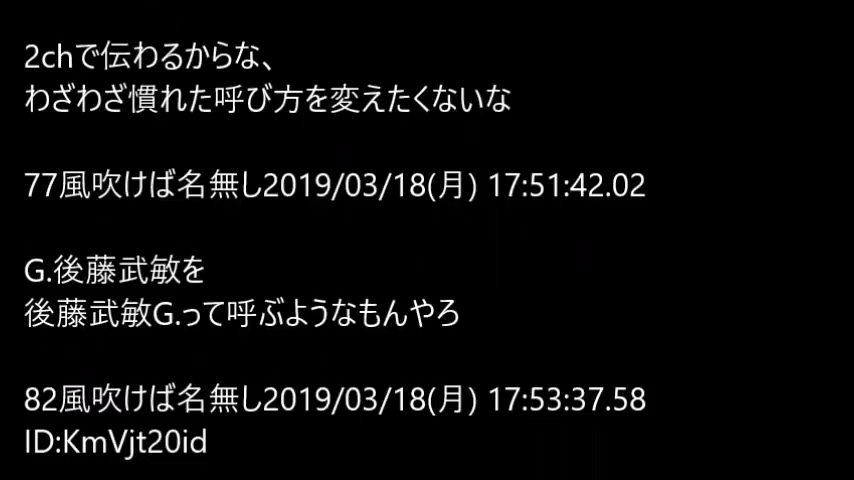 2chで伝わるからな、
わざわざ慣れた呼び方を変えたくないな
77風吹けば名無し2019/03/18(月) 17:51:42.02
G.後藤武敏を
後藤武敏G.って呼ぶようなもんやろ
82風吹けば名無し2019/03/18(月) 17:53:37.58
ID:KmVjt20id